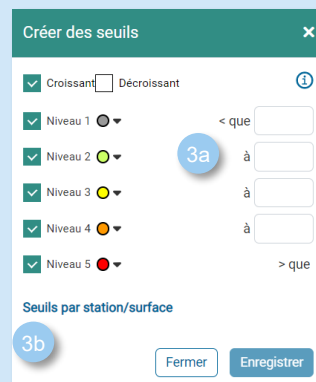 Créer des seuils ×
Croissant Décroissant i
Niveau 1 < que
3a
Niveau 2 à
Niveau 3 à
Niveau 4 à
Niveau 5 > que
Seuils par station/surface
3b
Fermer Enregistrer